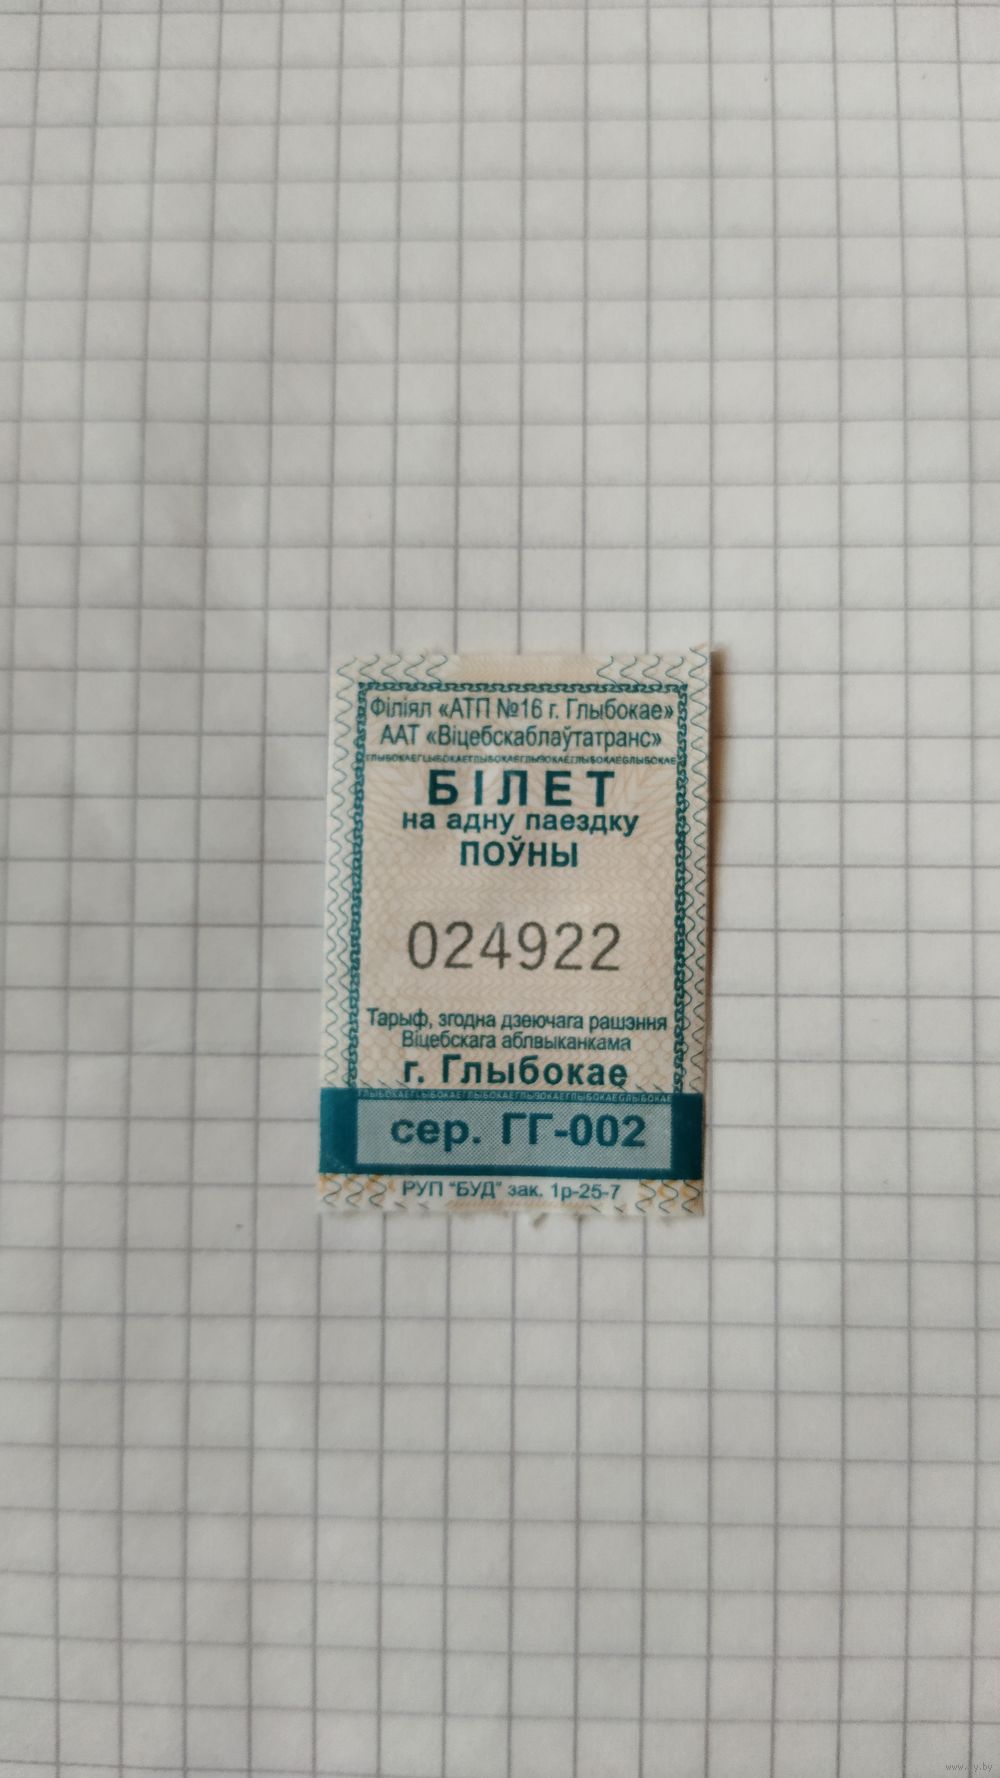 Філіял «АТП №16 г. Глыбокае»
ААТ «Віцебскаблаўтатранс»
БІЛЕТ
на адну паездку
ПОЎНЫ
024922
Тарыф, згодна дзеючага рашэння
Віцебскага аблвыканкама
г. Глыбокае
сер. ГГ-002
РУП "БУД" зак. 1р-25-7